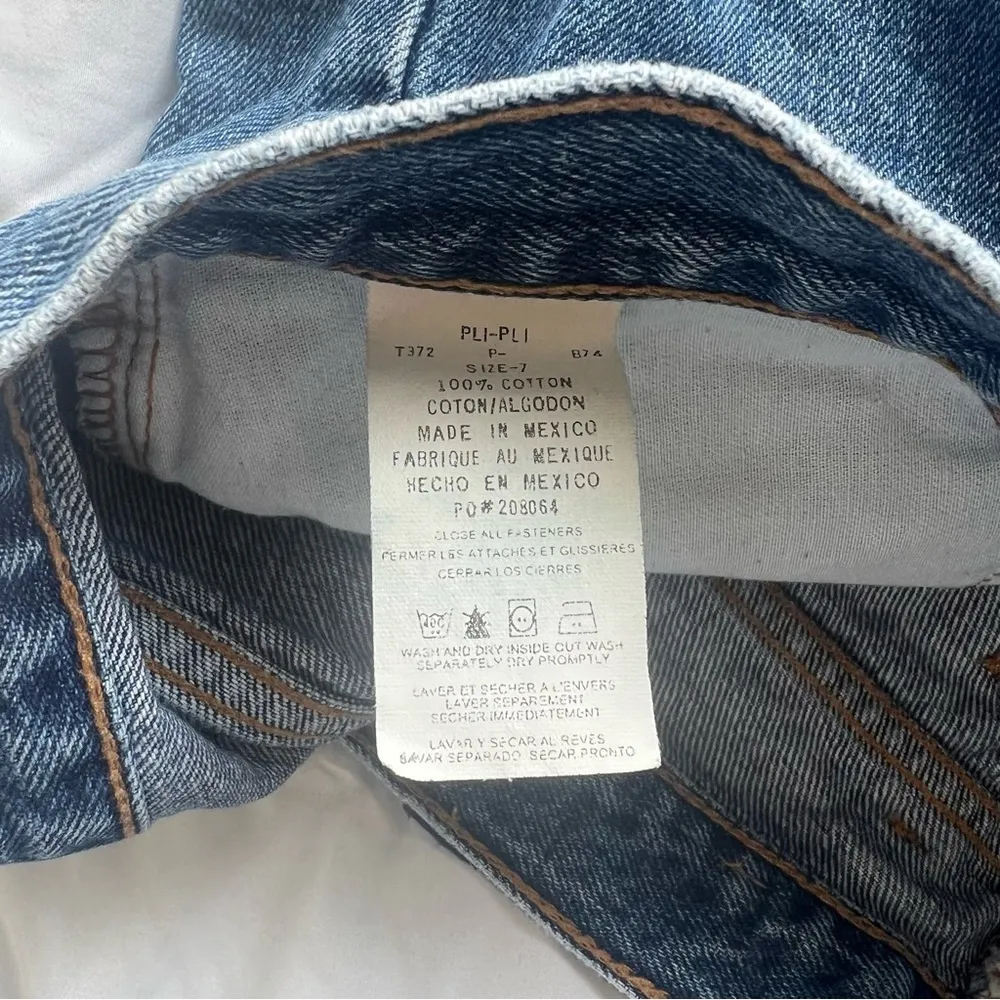 PLI-PLI
T372 P- B74
SIZE-7
100% COTTON
COTON/ALGODON
MADE IN MEXICO
FABRIQUE AU MEXIQUE
HECHO EN MEXICO
PO#208064
CLOSE ALL FASTENERS
FERMER LES ATTACHES ET GLISSIÈRES
CERRAR LOS CIERRES
40C
WASH AND DRY INSIDE OUT WASH
SEPARATELY DRY PROMPTLY
LAVER ET SECHER A L'ENVERS
LAVER SEPAREMENT
SECHER IMMEDIATEMENT
LAVAR Y SECAR AL REVES
LAVAR SEPARADO SECAR PRONTO